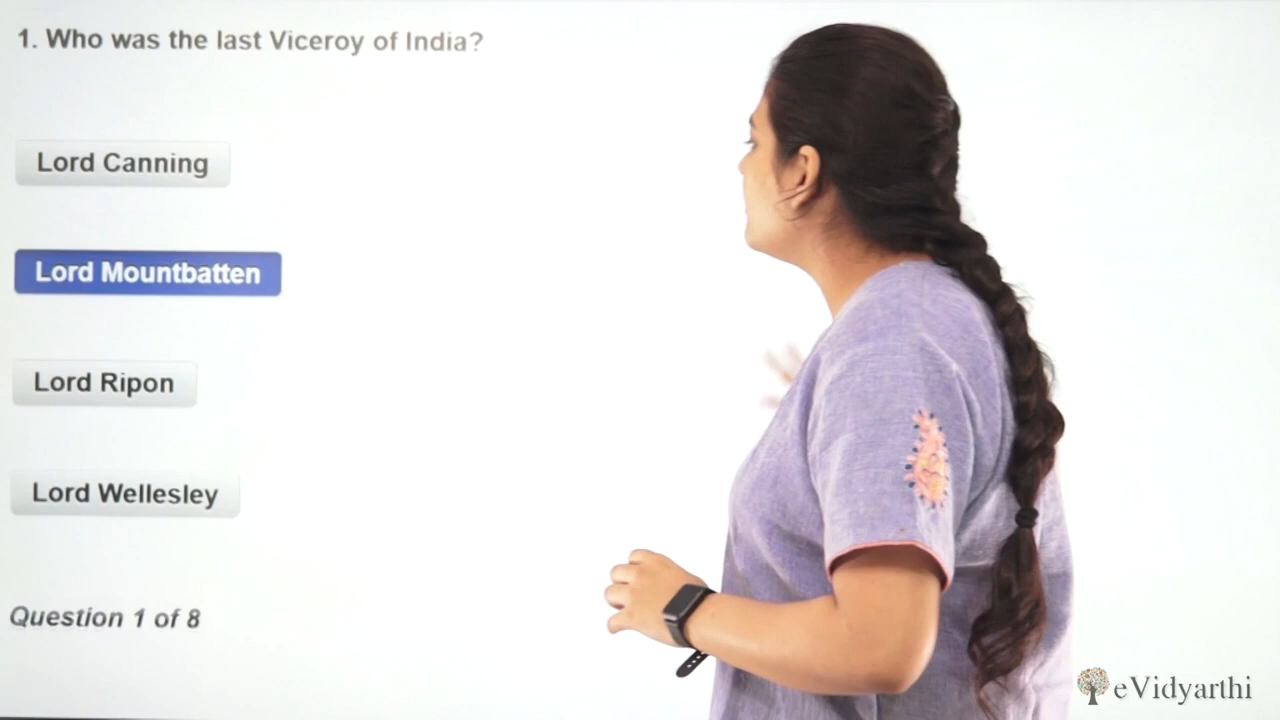 1. Who was the last Viceroy of India?
Lord Canning
Lord Mountbatten
Lord Ripon
Lord Wellesley
Question 1 of 8
eVidyarthi